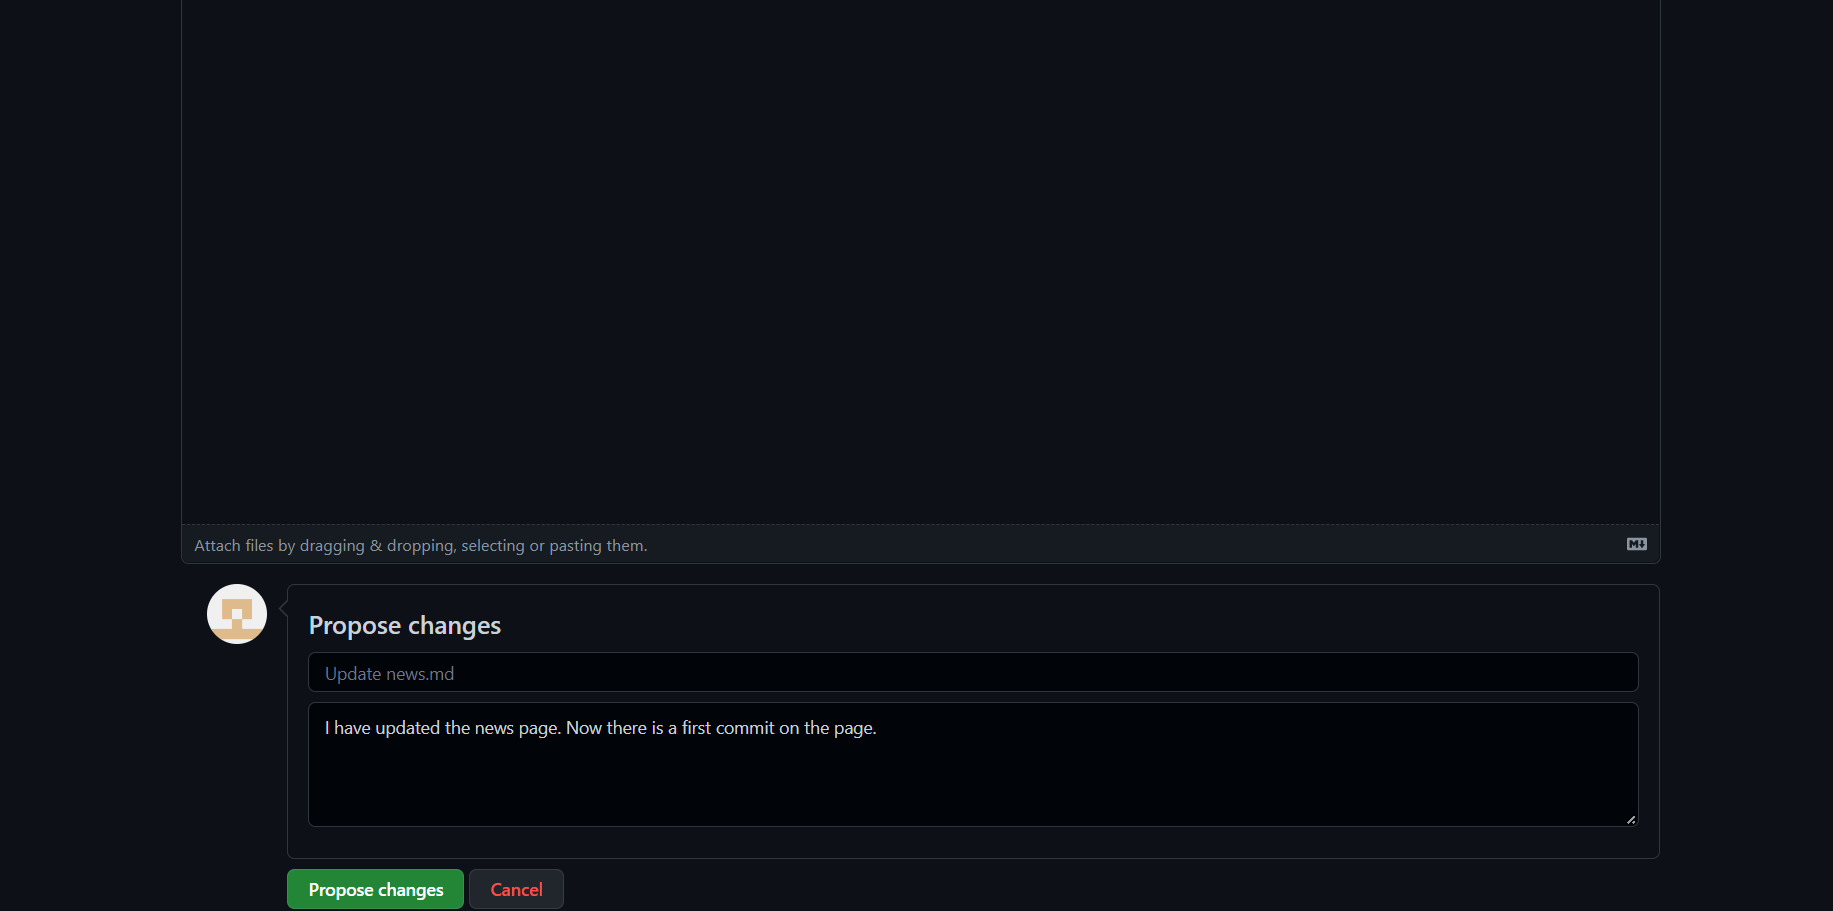 Attach files by dragging & dropping, selecting or pasting them.
M↓
Propose changes
Update news.md
I have updated the news page. Now there is a first commit on the page.
Propose changes
Cancel